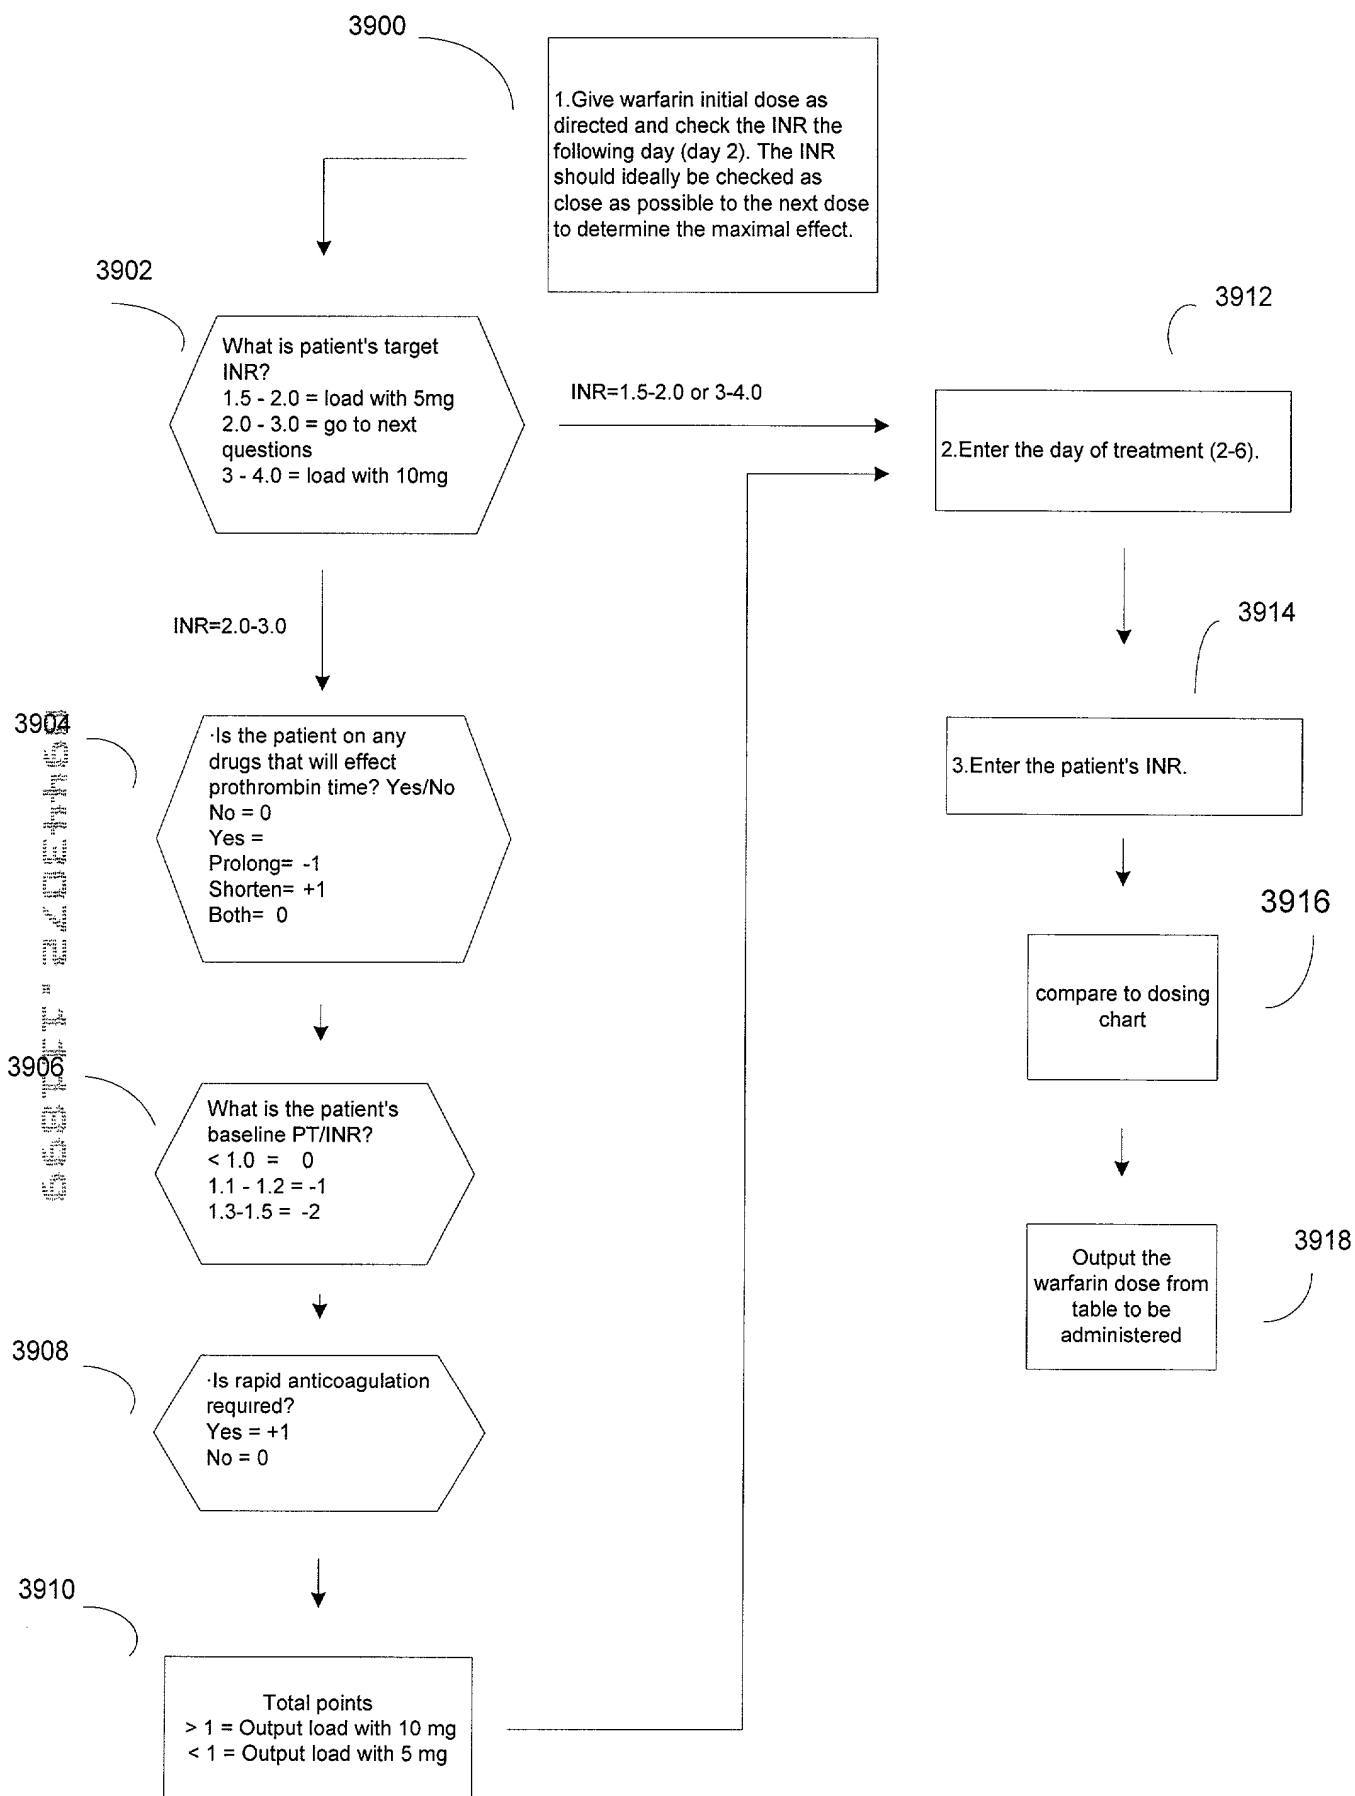 3900
1.Give warfarin initial dose as
directed and check the INR the
following day (day 2). The INR
should ideally be checked as
close as possible to the next dose
to determine the maximal effect.
3902
What is patient's target
INR?
1.5 - 2.0 = load with 5mg
2.0 - 3.0 = go to next
questions
3 - 4.0 = load with 10mg
INR=1.5-2.0 or 3-4.0
3912
2.Enter the day of treatment (2-6).
INR=2.0-3.0
3914
3.Enter the patient's INR.
3904
·Is the patient on any
drugs that will effect
prothrombin time? Yes/No
No = 0
Yes =
Prolong= -1
Shorten= +1
Both= 0
3916
compare to dosing
chart
3906
What is the patient's
baseline PT/INR?
< 1.0 = 0
1.1 - 1.2 = -1
1.3-1.5 = -2
3918
Output the
warfarin dose from
table to be
administered
3908
·Is rapid anticoagulation
required?
Yes = +1
No = 0
3910
Total points
> 1 = Output load with 10 mg
< 1 = Output load with 5 mg